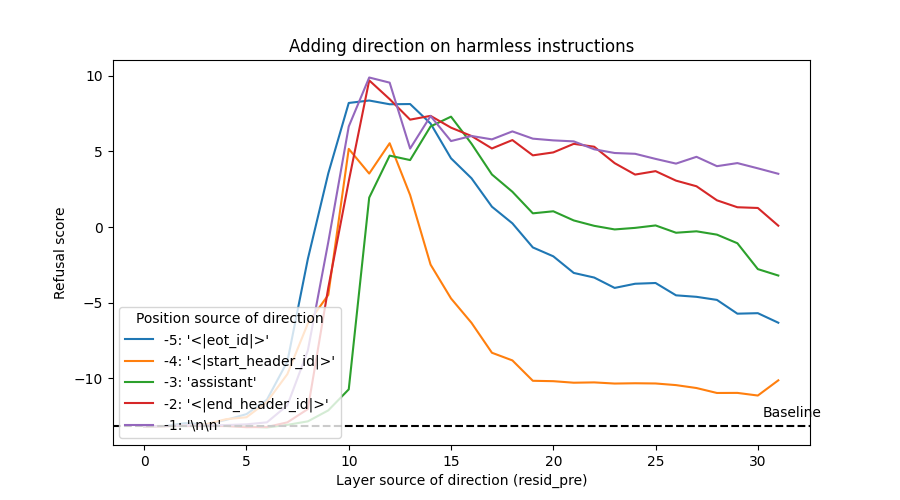 Adding direction on harmless instructions
10
5
0
−5
−10
Refusal score
Baseline
Position source of direction
-5: '<|eot_id|>'
-4: '<|start_header_id|>'
-3: 'assistant'
-2: '<|end_header_id|>'
-1: '\n\n'
0 5 10 15 20 25 30
Layer source of direction (resid_pre)